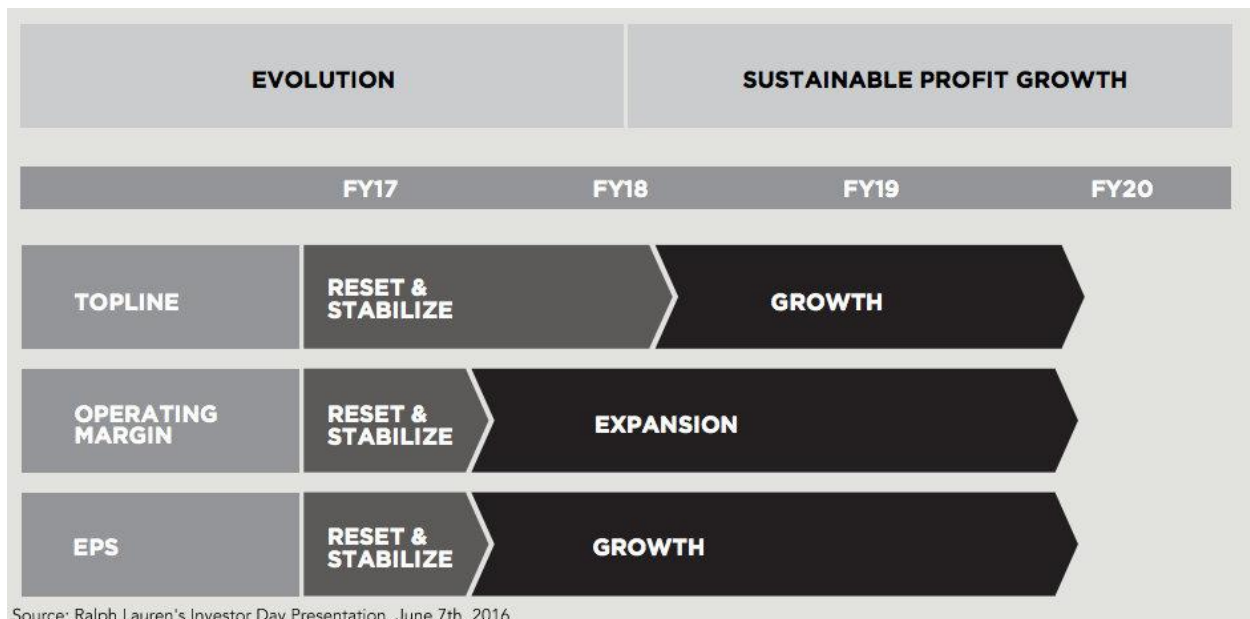 EVOLUTION
SUSTAINABLE PROFIT GROWTH
FY17 FY18 FY19 FY20
TOPLINE
RESET &
STABILIZE
GROWTH
OPERATING
MARGIN
RESET &
STABILIZE
EXPANSION
EPS
RESET &
STABILIZE
GROWTH
Source: Ralph Lauren's Investor Day Presentation, June 7th, 2016